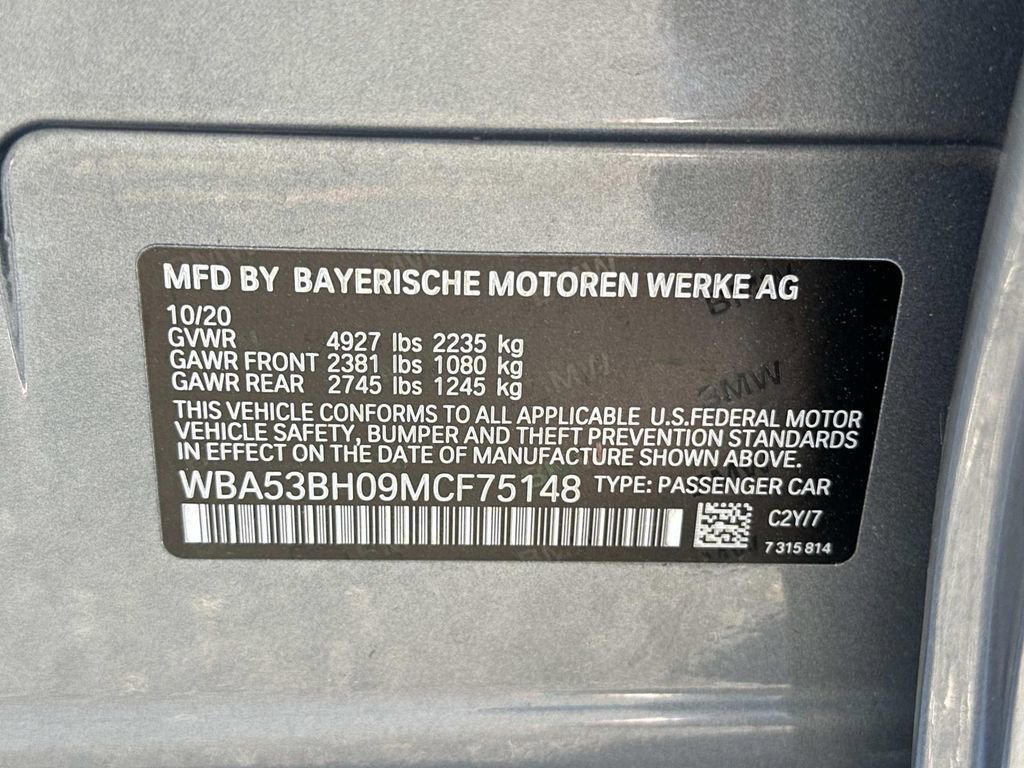 MFD BY BAYERISCHE MOTOREN WERKE AG
10/20
GVWR 4927 lbs 2235 kg
GAWR FRONT 2381 lbs 1080 kg
GAWR REAR 2745 lbs 1245 kg
THIS VEHICLE CONFORMS TO ALL APPLICABLE U.S.FEDERAL MOTOR
VEHICLE SAFETY, BUMPER AND THEFT PREVENTION STANDARDS
IN EFFECT ON THE DATE OF MANUFACTURE SHOWN ABOVE.
WBA53BH09MCF75148 TYPE: PASSENGER CAR
C2Y/7
7 315 814
BMW
BMW
BMW